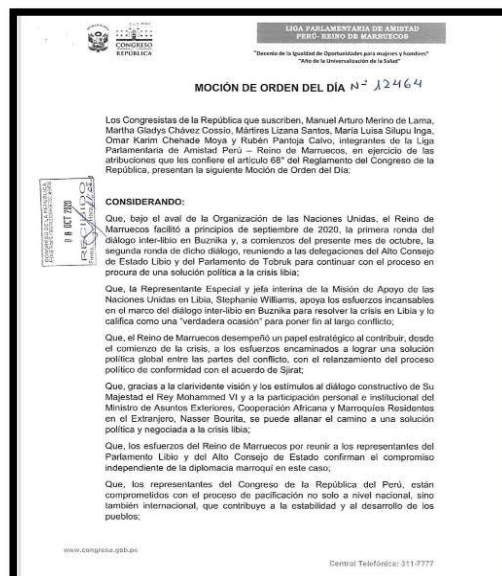 CONGRESO
REPÚBLICA
LIGA PARLAMENTARIA DE AMISTAD
PERÚ- REINO DE MARRUECOS
"Decenio de la Igualdad de Oportunidades para mujeres y hombres"
"Año de la Universalización de la Salud"
MOCIÓN DE ORDEN DEL DÍA Nº 12464
Los Congresistas de la República que suscriben, Manuel Arturo Merino de Lama,
Martha Gladys Chávez Cossío, Mártires Lizana Santos, María Luisa Silupu Inga,
Omar Karim Chehade Moya y Rubén Pantoja Calvo, integrantes de la Liga
Parlamentaria de Amistad Perú – Reino de Marruecos, en ejercicio de las
atribuciones que les confiere el artículo 68° del Reglamento del Congreso de la
República, presentan la siguiente Moción de Orden del Día:
CONGRESO DE LA REPÚBLICA
08 OCT 2020
RECIBIDO
CONSIDERANDO:
Que, bajo el aval de la Organización de las Naciones Unidas, el Reino de
Marruecos facilitó a principios de septiembre de 2020, la primera ronda del
diálogo inter-libio en Buznika y, a comienzos del presente mes de octubre, la
segunda ronda de dicho diálogo, reuniendo a las delegaciones del Alto Consejo
de Estado Libio y del Parlamento de Tobruk para continuar con el proceso en
procura de una solución política a la crisis libia;
Que, la Representante Especial y jefa interina de la Misión de Apoyo de las
Naciones Unidas en Libia, Stephanie Williams, apoya los esfuerzos incansables
en el marco del diálogo inter-libio en Buznika para resolver la crisis en Libia y lo
califica como una "verdadera ocasión" para poner fin al largo conflicto;
Que, el Reino de Marruecos desempeñó un papel estratégico al contribuir, desde
el comienzo de la crisis, a los esfuerzos encaminados a lograr una solución
política global entre las partes del conflicto, con el relanzamiento del proceso
político de conformidad con el acuerdo de Sjirat;
Que, gracias a la clarividente visión y los estímulos al diálogo constructivo de Su
Majestad el Rey Mohammed VI y a la participación personal e institucional del
Ministro de Asuntos Exteriores, Cooperación Africana y Marroquíes Residentes
en el Extranjero, Nasser Bourita, se puede allanar el camino a una solución
política y negociada a la crisis libia;
Que, los esfuerzos del Reino de Marruecos por reunir a los representantes del
Parlamento Libio y del Alto Consejo de Estado confirman el compromiso
independiente de la diplomacia marroquí en este caso;
Que, los representantes del Congreso de la República del Perú, están
comprometidos con el proceso de pacificación no solo a nivel nacional, sino
también internacional, que contribuye a la estabilidad y al desarrollo de los
pueblos;
www.congreso.gob.pe
Central Telefónica: 311-7777